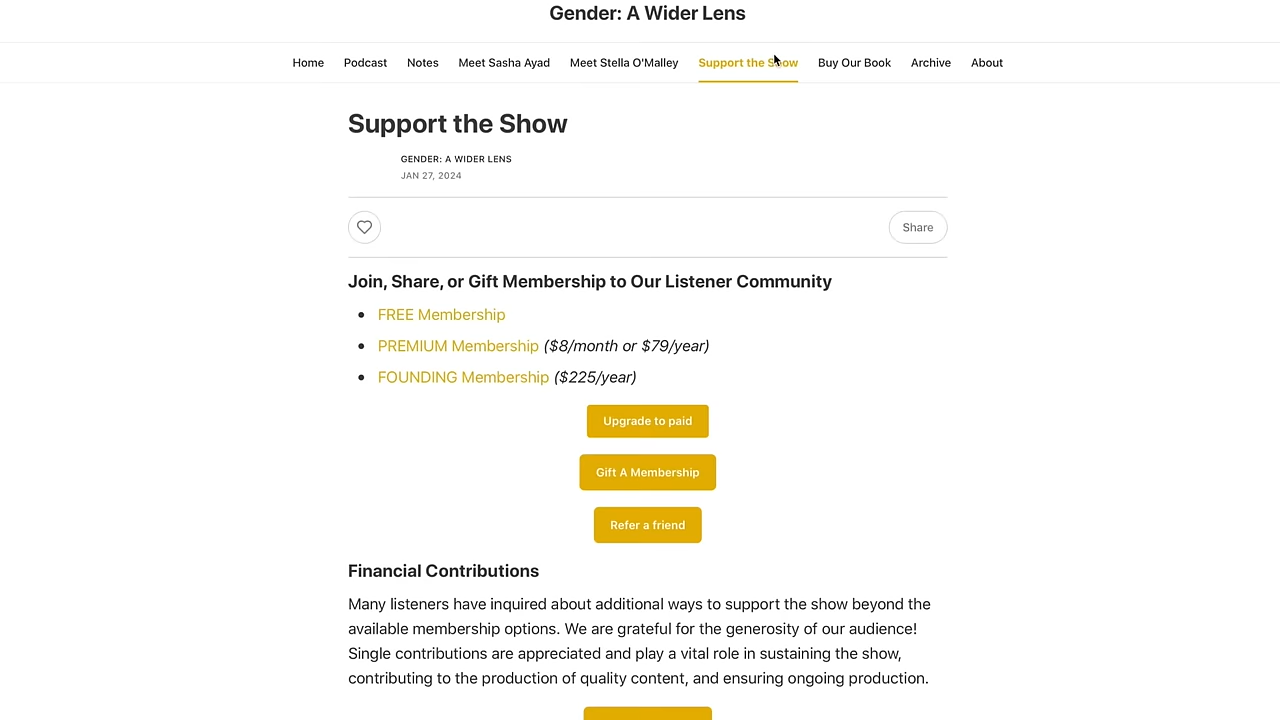 Gender: A Wider Lens
Home Podcast Notes Meet Sasha Ayad Meet Stella O'Malley Support the Show Buy Our Book Archive About
Support the Show
GENDER: A WIDER LENS
JAN 27, 2024
Share
Join, Share, or Gift Membership to Our Listener Community
• FREE Membership
• PREMIUM Membership ($8/month or $79/year)
• FOUNDING Membership ($225/year)
Upgrade to paid
Gift A Membership
Refer a friend
Financial Contributions
Many listeners have inquired about additional ways to support the show beyond the
available membership options. We are grateful for the generosity of our audience!
Single contributions are appreciated and play a vital role in sustaining the show,
contributing to the production of quality content, and ensuring ongoing production.